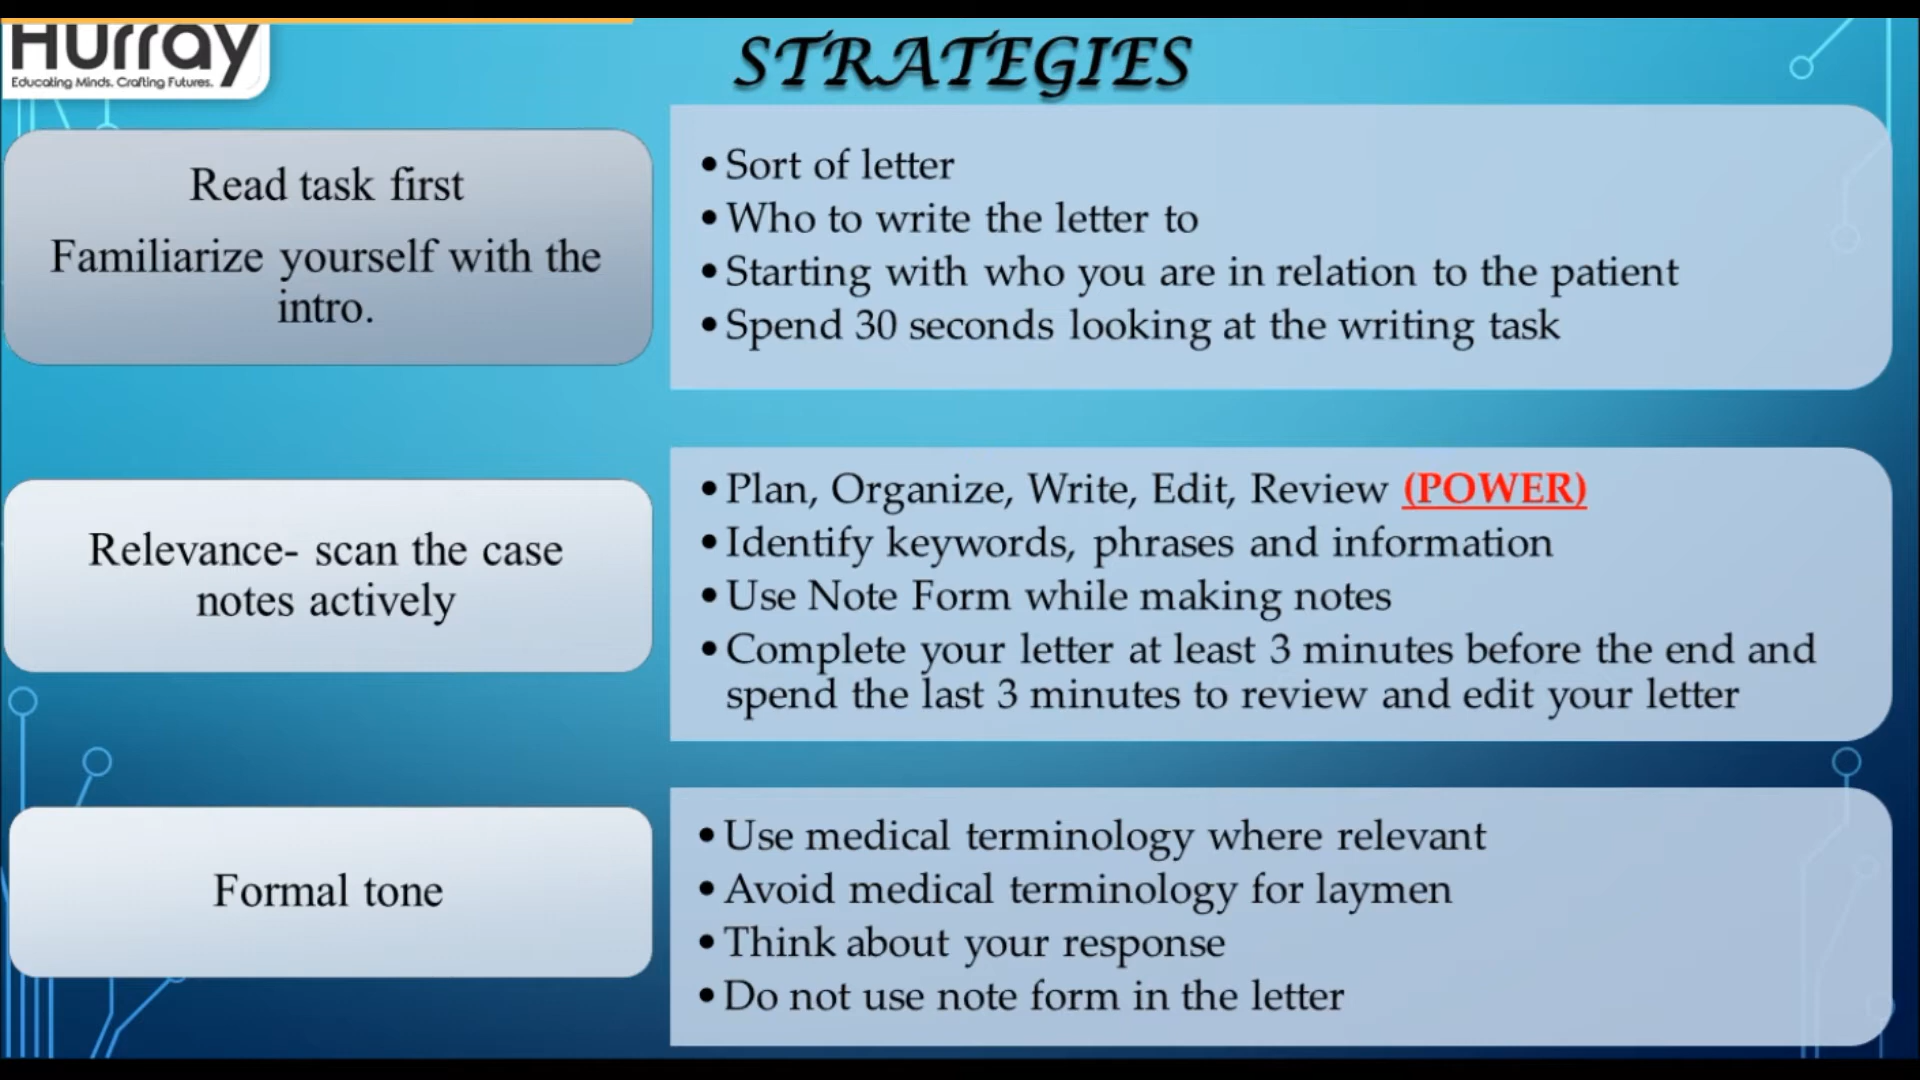 Hurray
Educating Minds. Crafting Futures.
STRATEGIES
Read task first
Familiarize yourself with the
intro.
•Sort of letter
•Who to write the letter to
•Starting with who you are in relation to the patient
•Spend 30 seconds looking at the writing task
Relevance- scan the case
notes actively
•Plan, Organize, Write, Edit, Review (POWER)
•Identify keywords, phrases and information
•Use Note Form while making notes
•Complete your letter at least 3 minutes before the end and
spend the last 3 minutes to review and edit your letter
Formal tone
•Use medical terminology where relevant
•Avoid medical terminology for laymen
•Think about your response
•Do not use note form in the letter